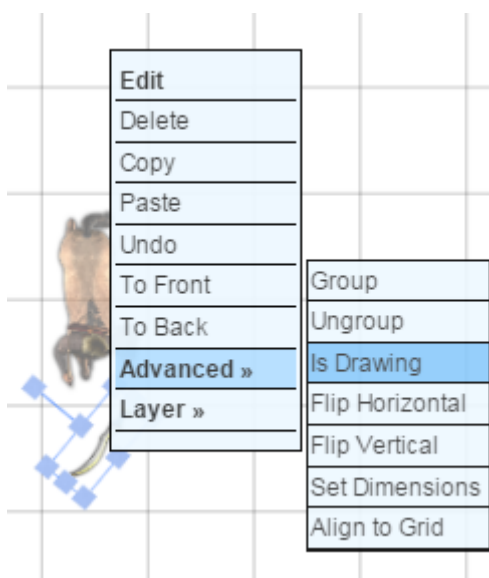 Edit
Delete
Copy
Paste
Undo
To Front
To Back
Advanced »
Layer »
Group
Ungroup
Is Drawing
Flip Horizontal
Flip Vertical
Set Dimensions
Align to Grid